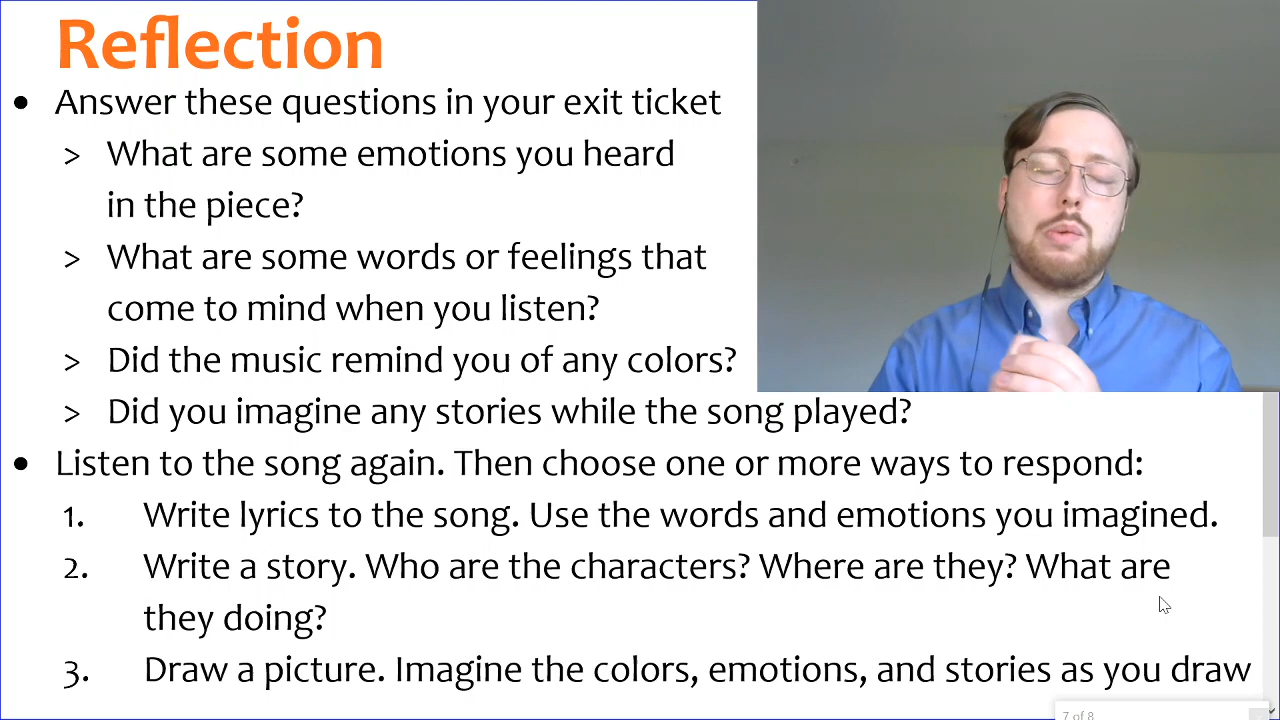 Reflection
• Answer these questions in your exit ticket
> What are some emotions you heard
in the piece?
> What are some words or feelings that
come to mind when you listen?
> Did the music remind you of any colors?
> Did you imagine any stories while the song played?
• Listen to the song again. Then choose one or more ways to respond:
1. Write lyrics to the song. Use the words and emotions you imagined.
2. Write a story. Who are the characters? Where are they? What are
they doing?
3. Draw a picture. Imagine the colors, emotions, and stories as you draw
7 of 8